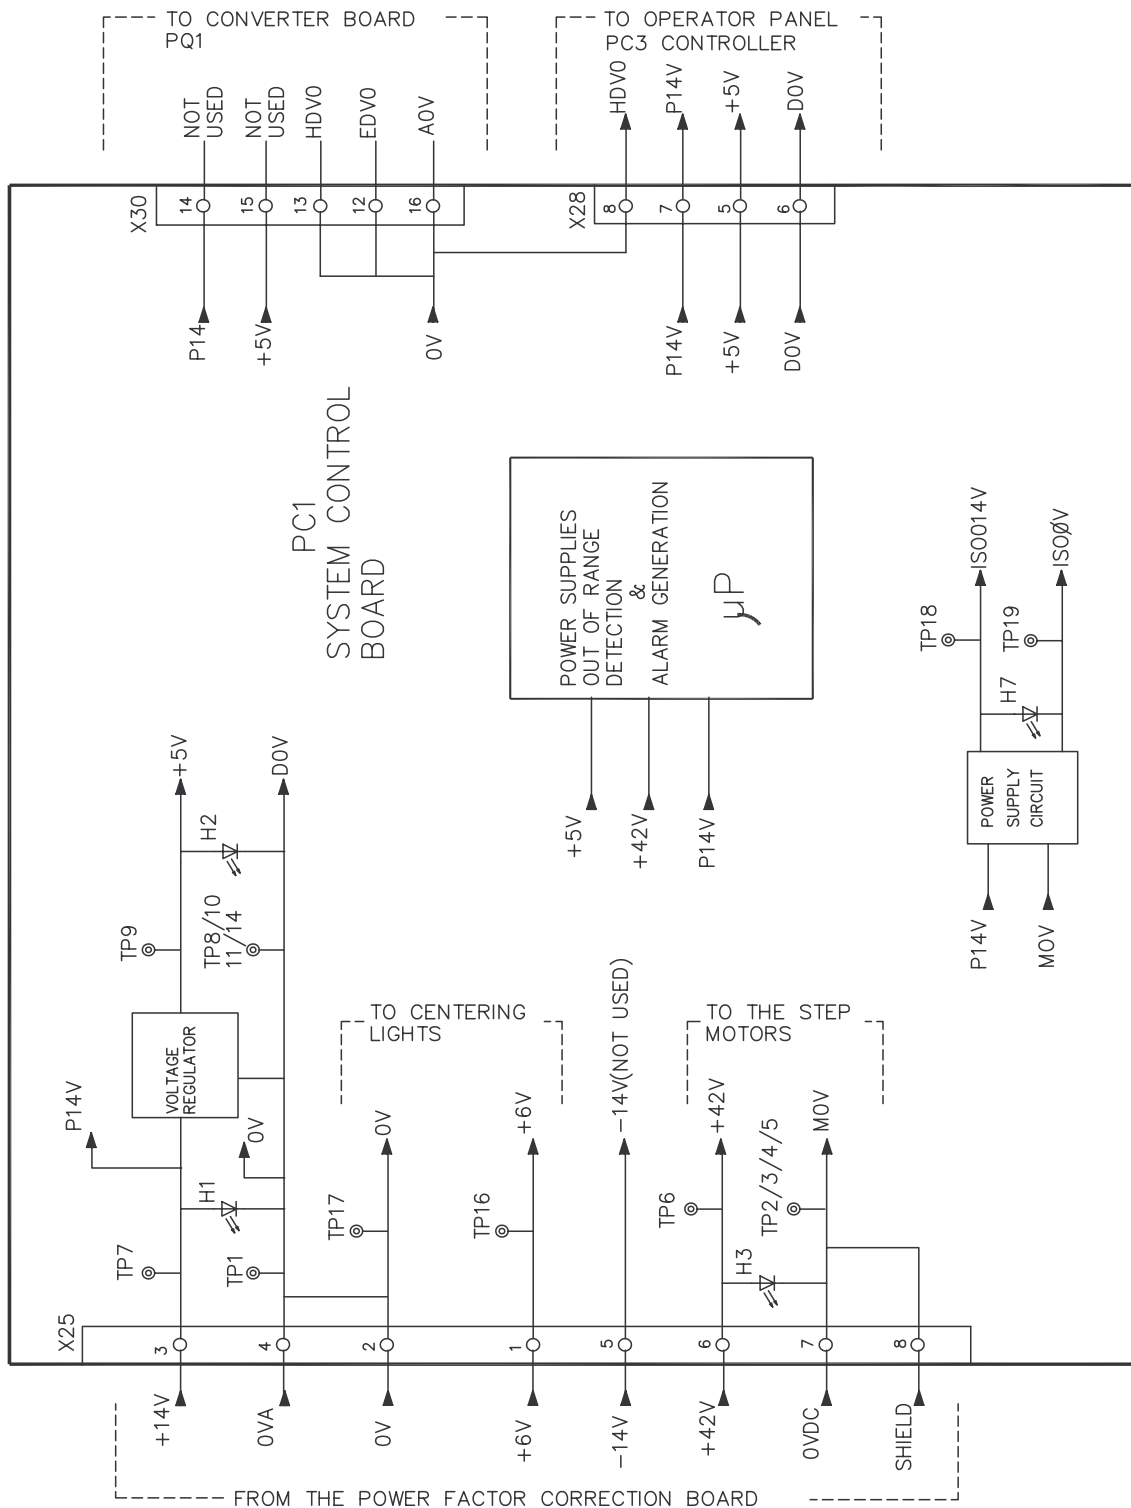 TO CONVERTER BOARD
PQ1
TO OPERATOR PANEL
PC3 CONTROLLER
NOT
USED
NOT
USED
HDV0
EDV0
A0V
HDV0
P14V
+5V
D0V
X30
14
15
13
12
16
X28
8
7
5
6
P14
+5V
0V
P14V
+5V
D0V
PC1
SYSTEM CONTROL
BOARD
POWER SUPPLIES
OUT OF RANGE
DETECTION
&
ALARM GENERATION
µP
+5V
+42V
P14V
ISO014V
ISOØV
TP18
TP19
H7
POWER
SUPPLY
CIRCUIT
P14V
M0V
+5V
D0V
H2
TP9
TP8/10
11/14
VOLTAGE
REGULATOR
P14V
0V
H1
TP7
TP1
TO CENTERING
LIGHTS
0V
+6V
TP17
TP16
-14V(NOT USED)
TO THE STEP
MOTORS
+42V
M0V
TP6
TP2/3/4/5
H3
X25
3
4
2
1
5
6
7
8
+14V
0VA
0V
+6V
-14V
+42V
0VDC
SHIELD
FROM THE POWER FACTOR CORRECTION BOARD